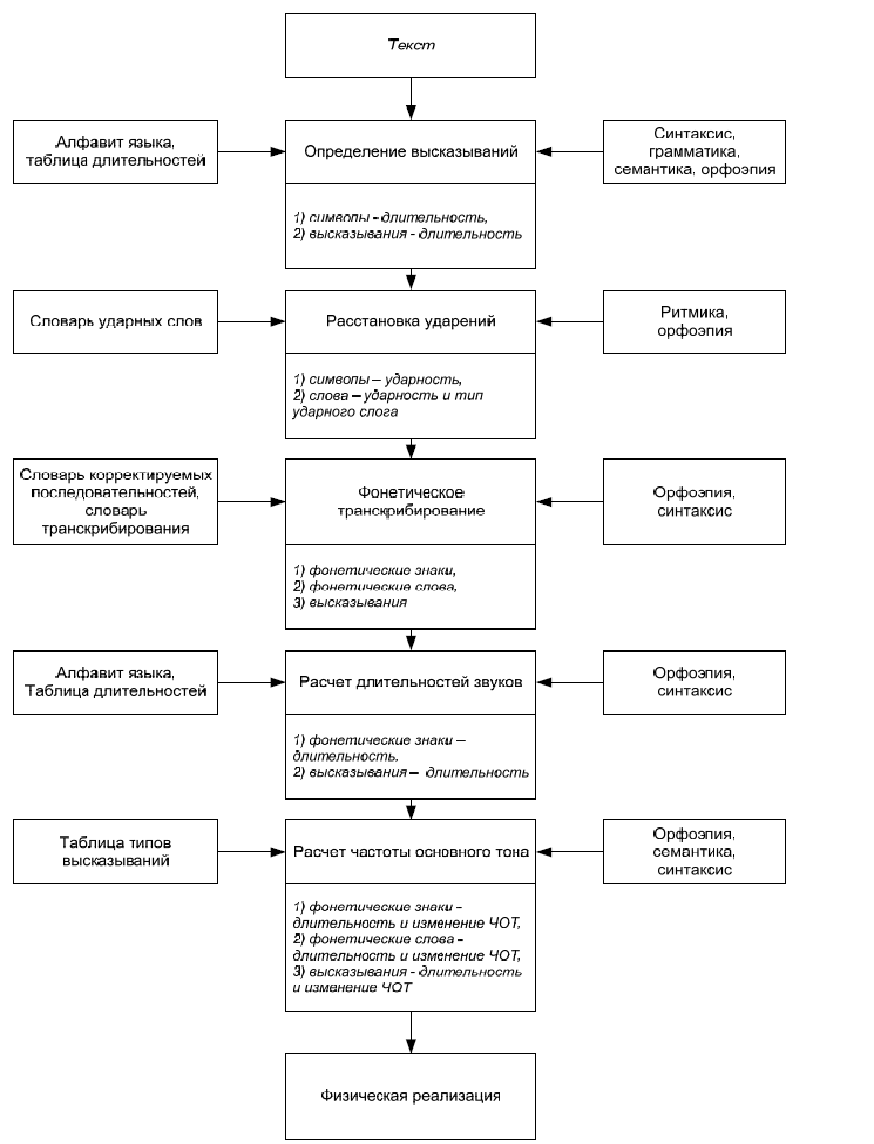 Текст
Алфавит языка,
таблица длительностей
Определение высказываний
Синтаксис,
грамматика,
семантика, орфоэпия
1) символы - длительность,
2) высказывания - длительность
Словарь ударных слов
Расстановка ударений
Ритмика,
орфоэпия
1) символы – ударность,
2) слова – ударность и тип
ударного слога
Словарь корректируемых
последовательностей,
словарь
транскрибирования
Фонетическое
транскрибирование
Орфоэпия,
синтаксис
1) фонетические знаки,
2) фонетические слова,
3) высказывания
Алфавит языка,
Таблица длительностей
Расчет длительностей звуков
Орфоэпия,
синтаксис
1) фонетические знаки –
длительность,
2) высказывания – длительность
Таблица типов
высказываний
Расчет частоты основного тона
Орфоэпия,
семантика,
синтаксис
1) фонетические знаки -
длительность и изменение ЧОТ,
2) фонетические слова -
длительность и изменение ЧОТ,
3) высказывания - длительность
и изменение ЧОТ
Физическая реализация